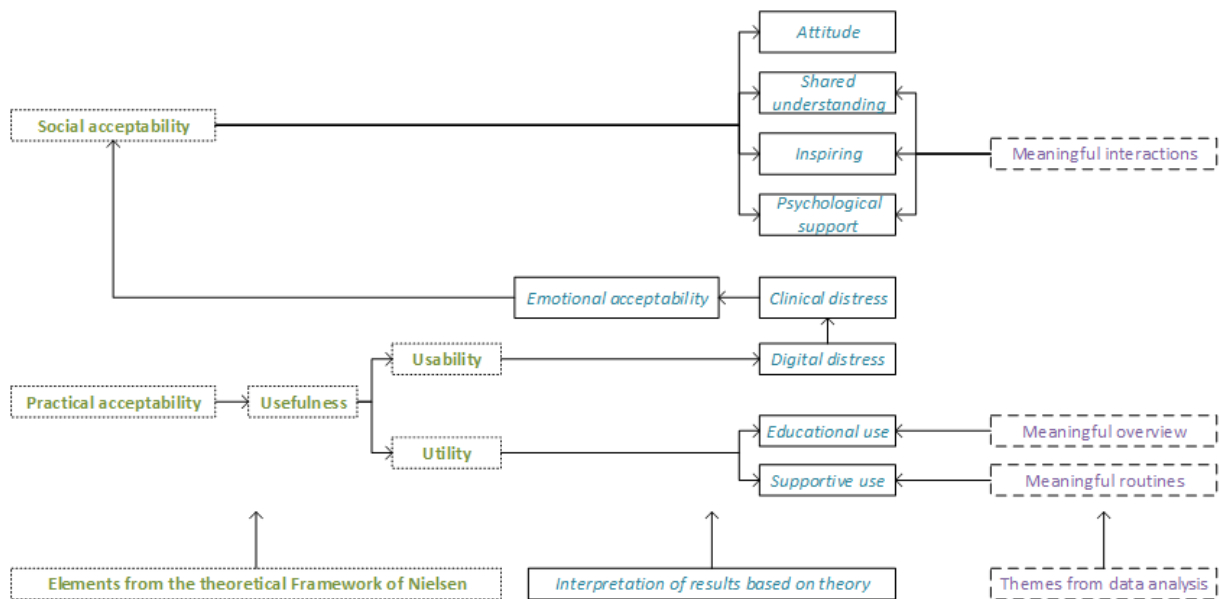 Attitude
Shared
understanding
Social acceptability
Inspiring
Meaningful interactions
Psychological
support
Emotional acceptability
Clinical distress
Usability
Digital distress
Practical acceptability
Usefulness
Educational use
Meaningful overview
Utility
Supportive use
Meaningful routines
Elements from the theoretical Framework of Nielsen
Interpretation of results based on theory
Themes from data analysis